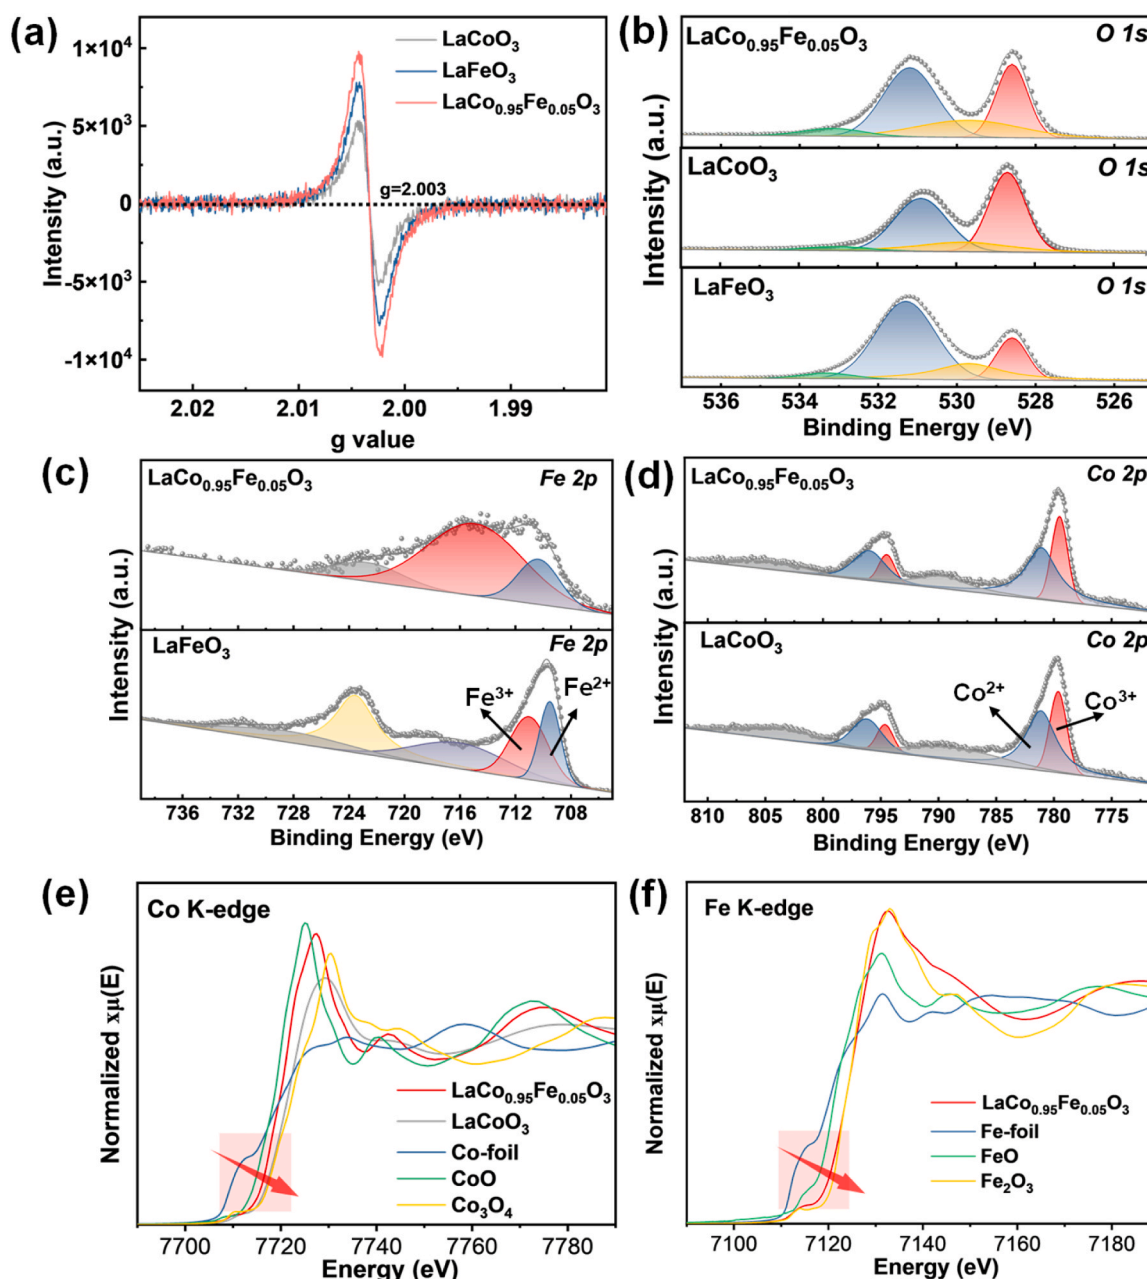 (a)
LaCoO₃
LaFeO₃
LaCo₀.₉₅Fe₀.₀₅O₃
1×10⁴
5×10³
0
-5×10³
-1×10⁴
g=2.003
Intensity (a.u.)
2.02 2.01 2.00 1.99
g value
(b)
LaCo₀.₉₅Fe₀.₀₅O₃ O 1s
LaCoO₃ O 1s
LaFeO₃ O 1s
Intensity (a.u.)
536 534 532 530 528 526
Binding Energy (eV)
(c)
LaCo₀.₉₅Fe₀.₀₅O₃ Fe 2p
LaFeO₃ Fe 2p
Fe³⁺ Fe²⁺
Intensity (a.u.)
736 732 728 724 720 716 712 708
Binding Energy (eV)
(d)
LaCo₀.₉₅Fe₀.₀₅O₃ Co 2p
LaCoO₃ Co 2p
Co²⁺ Co³⁺
Intensity (a.u.)
810 805 800 795 790 785 780 775
Binding Energy (eV)
(e)
Co K-edge
LaCo₀.₉₅Fe₀.₀₅O₃
LaCoO₃
Co-foil
CoO
Co₃O₄
Normalized xμ(E)
7700 7720 7740 7760 7780
Energy (eV)
(f)
Fe K-edge
LaCo₀.₉₅Fe₀.₀₅O₃
Fe-foil
FeO
Fe₂O₃
Normalized xμ(E)
7100 7120 7140 7160 7180
Energy (eV)